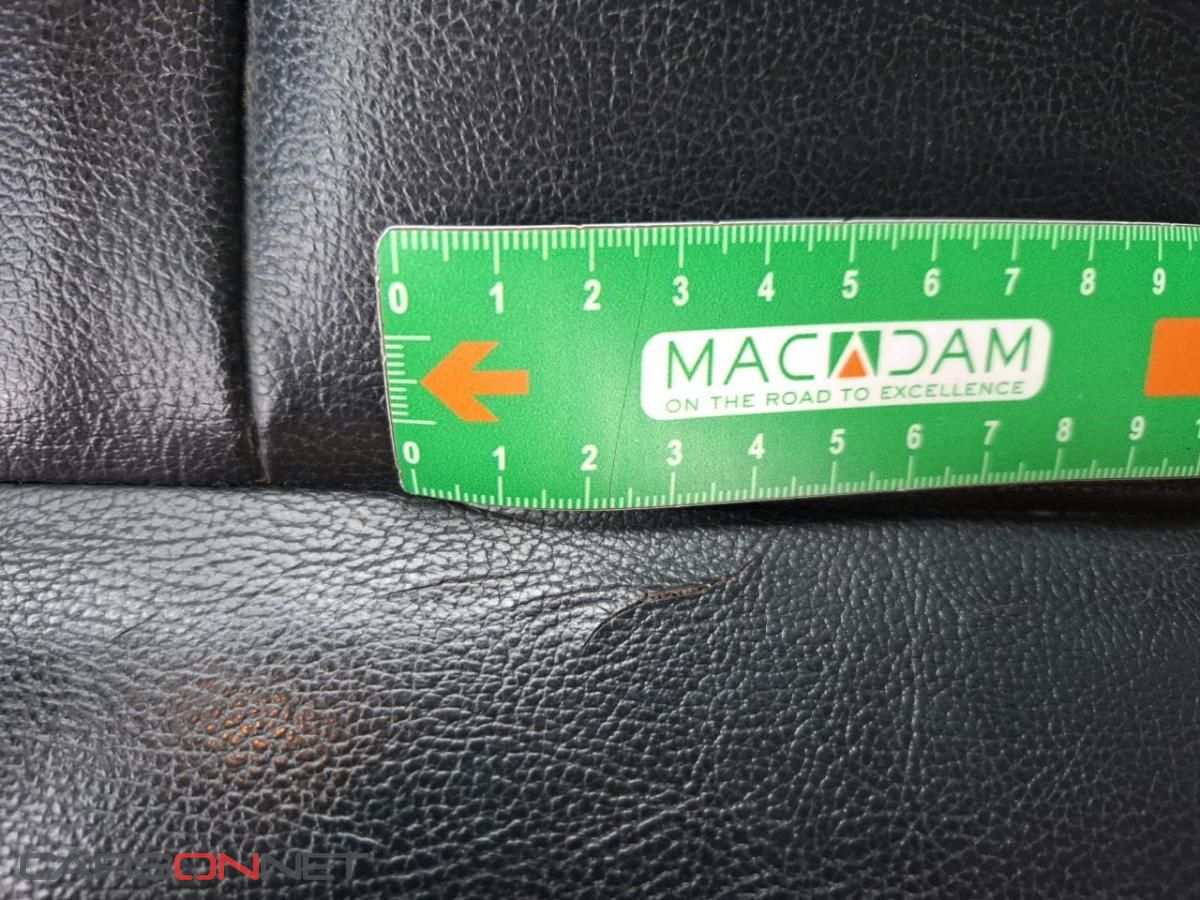 0 1 2 3 4 5 6 7 8 9
MACADAM
ON THE ROAD TO EXCELLENCE
0 1 2 3 4 5 6 7 8 9
CARSONNET